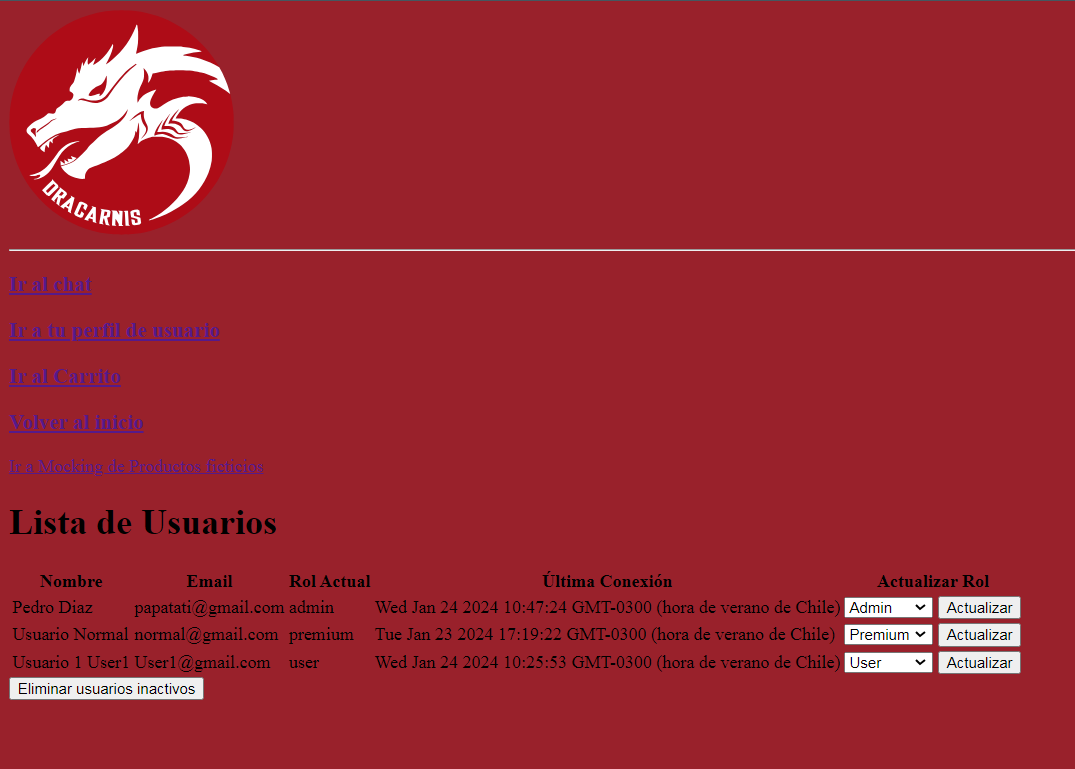 DRACARNIS
Ir al chat
Ir a tu perfil de usuario
Ir al Carrito
Volver al inicio
Ir a Mocking de Productos ficticios
Lista de Usuarios
Nombre Email Rol Actual Última Conexión Actualizar Rol
Pedro Diaz papatati@gmail.com admin Wed Jan 24 2024 10:47:24 GMT-0300 (hora de verano de Chile) Admin Actualizar
Usuario Normal normal@gmail.com premium Tue Jan 23 2024 17:19:22 GMT-0300 (hora de verano de Chile) Premium Actualizar
Usuario 1 User1 User1@gmail.com user Wed Jan 24 2024 10:25:53 GMT-0300 (hora de verano de Chile) User Actualizar
Eliminar usuarios inactivos